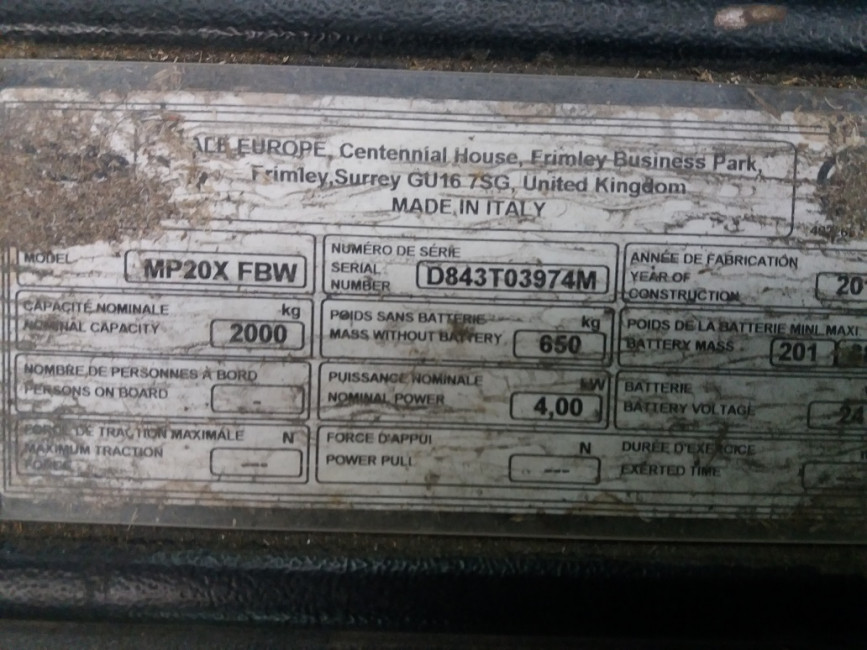 EUROPE, Centennial House, Frimley Business Park,
Frimley, Surrey GU16 7SG, United Kingdom
MADE IN ITALY
MODEL MP20X FBW
NUMÉRO DE SÉRIE
SERIAL NUMBER D843T03974M
ANNÉE DE FABRICATION
YEAR OF CONSTRUCTION 20
CAPACITÉ NOMINALE kg
NOMINAL CAPACITY 2000
POIDS SANS BATTERIE kg
MASS WITHOUT BATTERY 650
POIDS DE LA BATTERIE MINI. MAXI
BATTERY MASS 201
NOMBRE DE PERSONNES À BORD
PERSONS ON BOARD -
PUISSANCE NOMINALE kW
NOMINAL POWER 4,00
BATTERIE
BATTERY VOLTAGE 24
FORCE DE TRACTION MAXIMALE N
MAXIMUM TRACTION
FORCE ---
FORCE D'APPUI N
POWER PULL ---
DURÉE D'EXERCICE
EXERTED TIME